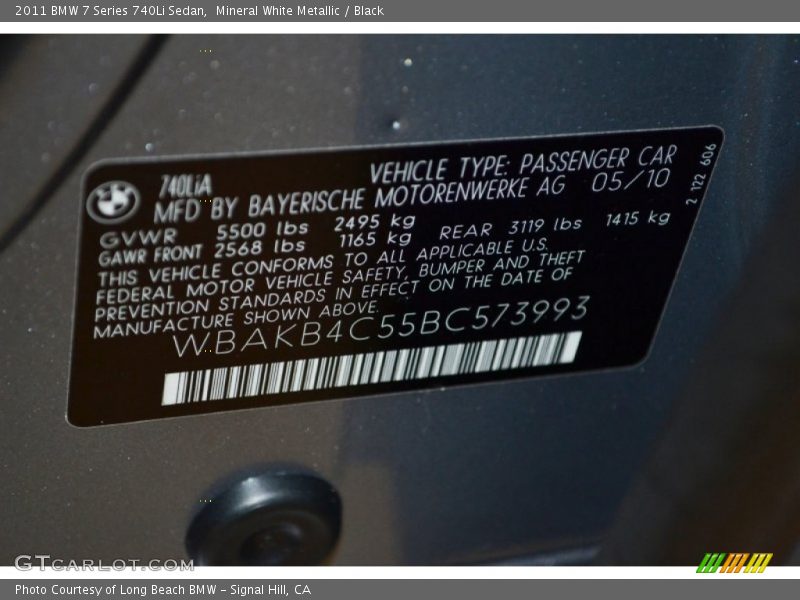 2011 BMW 7 Series 740Li Sedan,  Mineral White Metallic / Black
740LiA
VEHICLE TYPE: PASSENGER CAR
MFD BY BAYERISCHE MOTORENWERKE AG 05/10
GVWR 5500 lbs 2495 kg
GAWR FRONT 2568 lbs 1165 kg REAR 3119 lbs 1415 kg
THIS VEHICLE CONFORMS TO ALL APPLICABLE U.S.
FEDERAL MOTOR VEHICLE SAFETY, BUMPER AND THEFT
PREVENTION STANDARDS IN EFFECT ON THE DATE OF
MANUFACTURE SHOWN ABOVE.
WBAKB4C55BC573993
2 122 606
BMW
GTCARLOT.COM
Photo Courtesy of Long Beach BMW - Signal Hill, CA